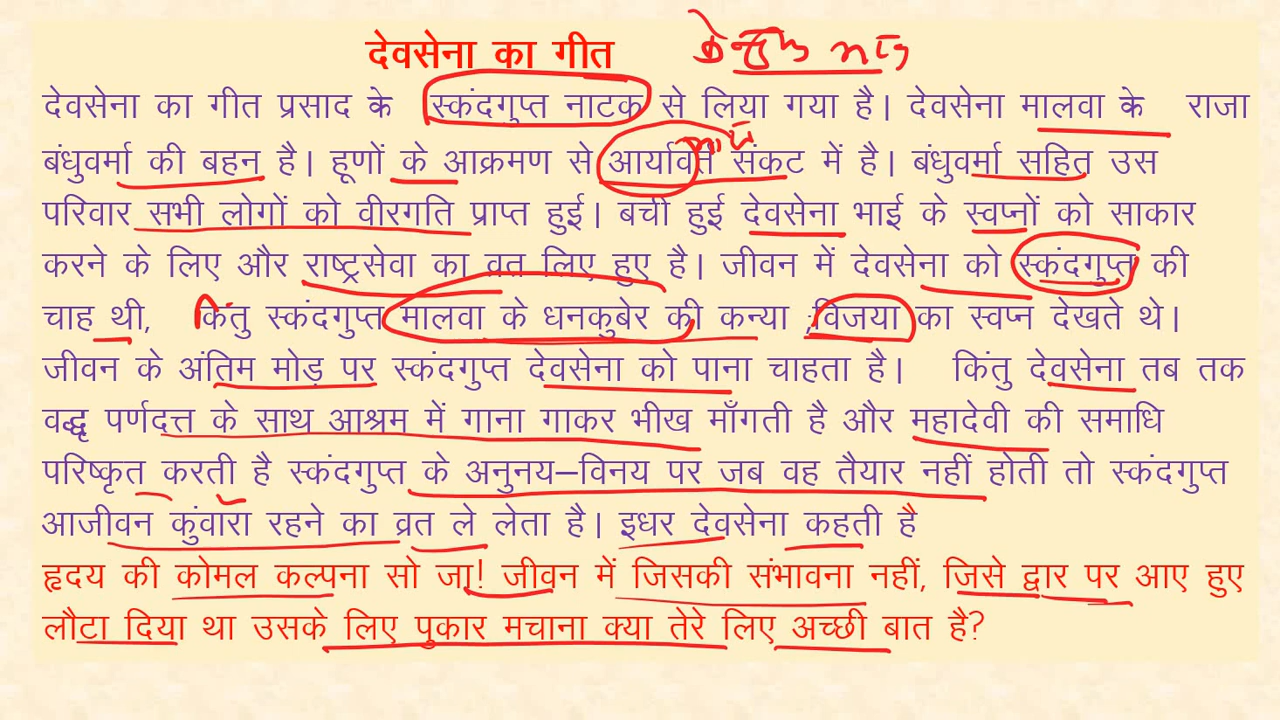 देवसेना का गीत
देवसेना का गीत प्रसाद के स्कंदगुप्त नाटक से लिया गया है। देवसेना मालवा के राजा
बंधुवर्मा की बहन है। हूणों के आक्रमण से आर्यावर्त संकट में है। बंधुवर्मा सहित उस
परिवार सभी लोगों को वीरगति प्राप्त हुई। बची हुई देवसेना भाई के स्वप्नों को साकार
करने के लिए और राष्ट्रसेवा का व्रत लिए हुए है। जीवन में देवसेना को स्कंदगुप्त की
चाह थी, किंतु स्कंदगुप्त मालवा के धनकुबेर की कन्या ,विजया का स्वप्न देखते थे।
जीवन के अंतिम मोड़ पर स्कंदगुप्त देवसेना को पाना चाहता है। किंतु देवसेना तब तक
पर्णदत्त के साथ आश्रम में गाना गाकर भीख माँगती है और महादेवी की समाधि
परिष्कृत करती है स्कंदगुप्त के अनुनय–विनय पर जब वह तैयार नहीं होती तो स्कंदगुप्त
आजीवन कुंवारा रहने का व्रत ले लेता है। इधर देवसेना कहती है
हृदय की कोमल कल्पना सो जा! जीवन में जिसकी संभावना नहीं, जिसे द्वार पर आए हुए
लौटा दिया था उसके लिए पुकार मचाना क्या तेरे लिए अच्छी बात है?